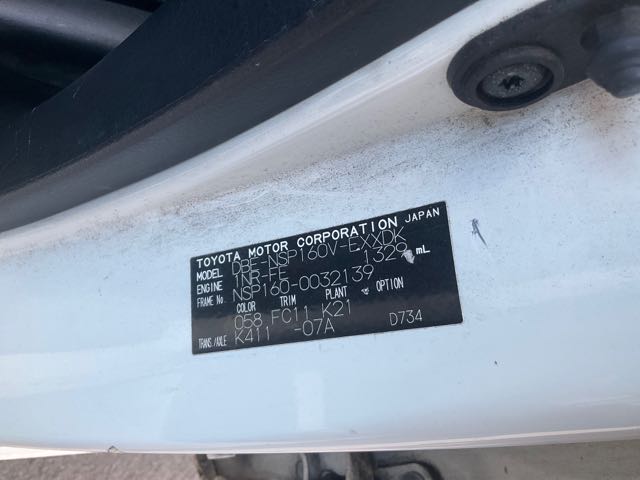 TOYOTA MOTOR CORPORATION JAPAN
MODEL DBE-NSP160V-EXXDK
ENGINE 1NR-FE 1329 mL
FRAME No. NSP160-0032139
COLOR TRIM PLANT OPTION
058 FC11 K21
TRANS./AXLE K411 -07A D734